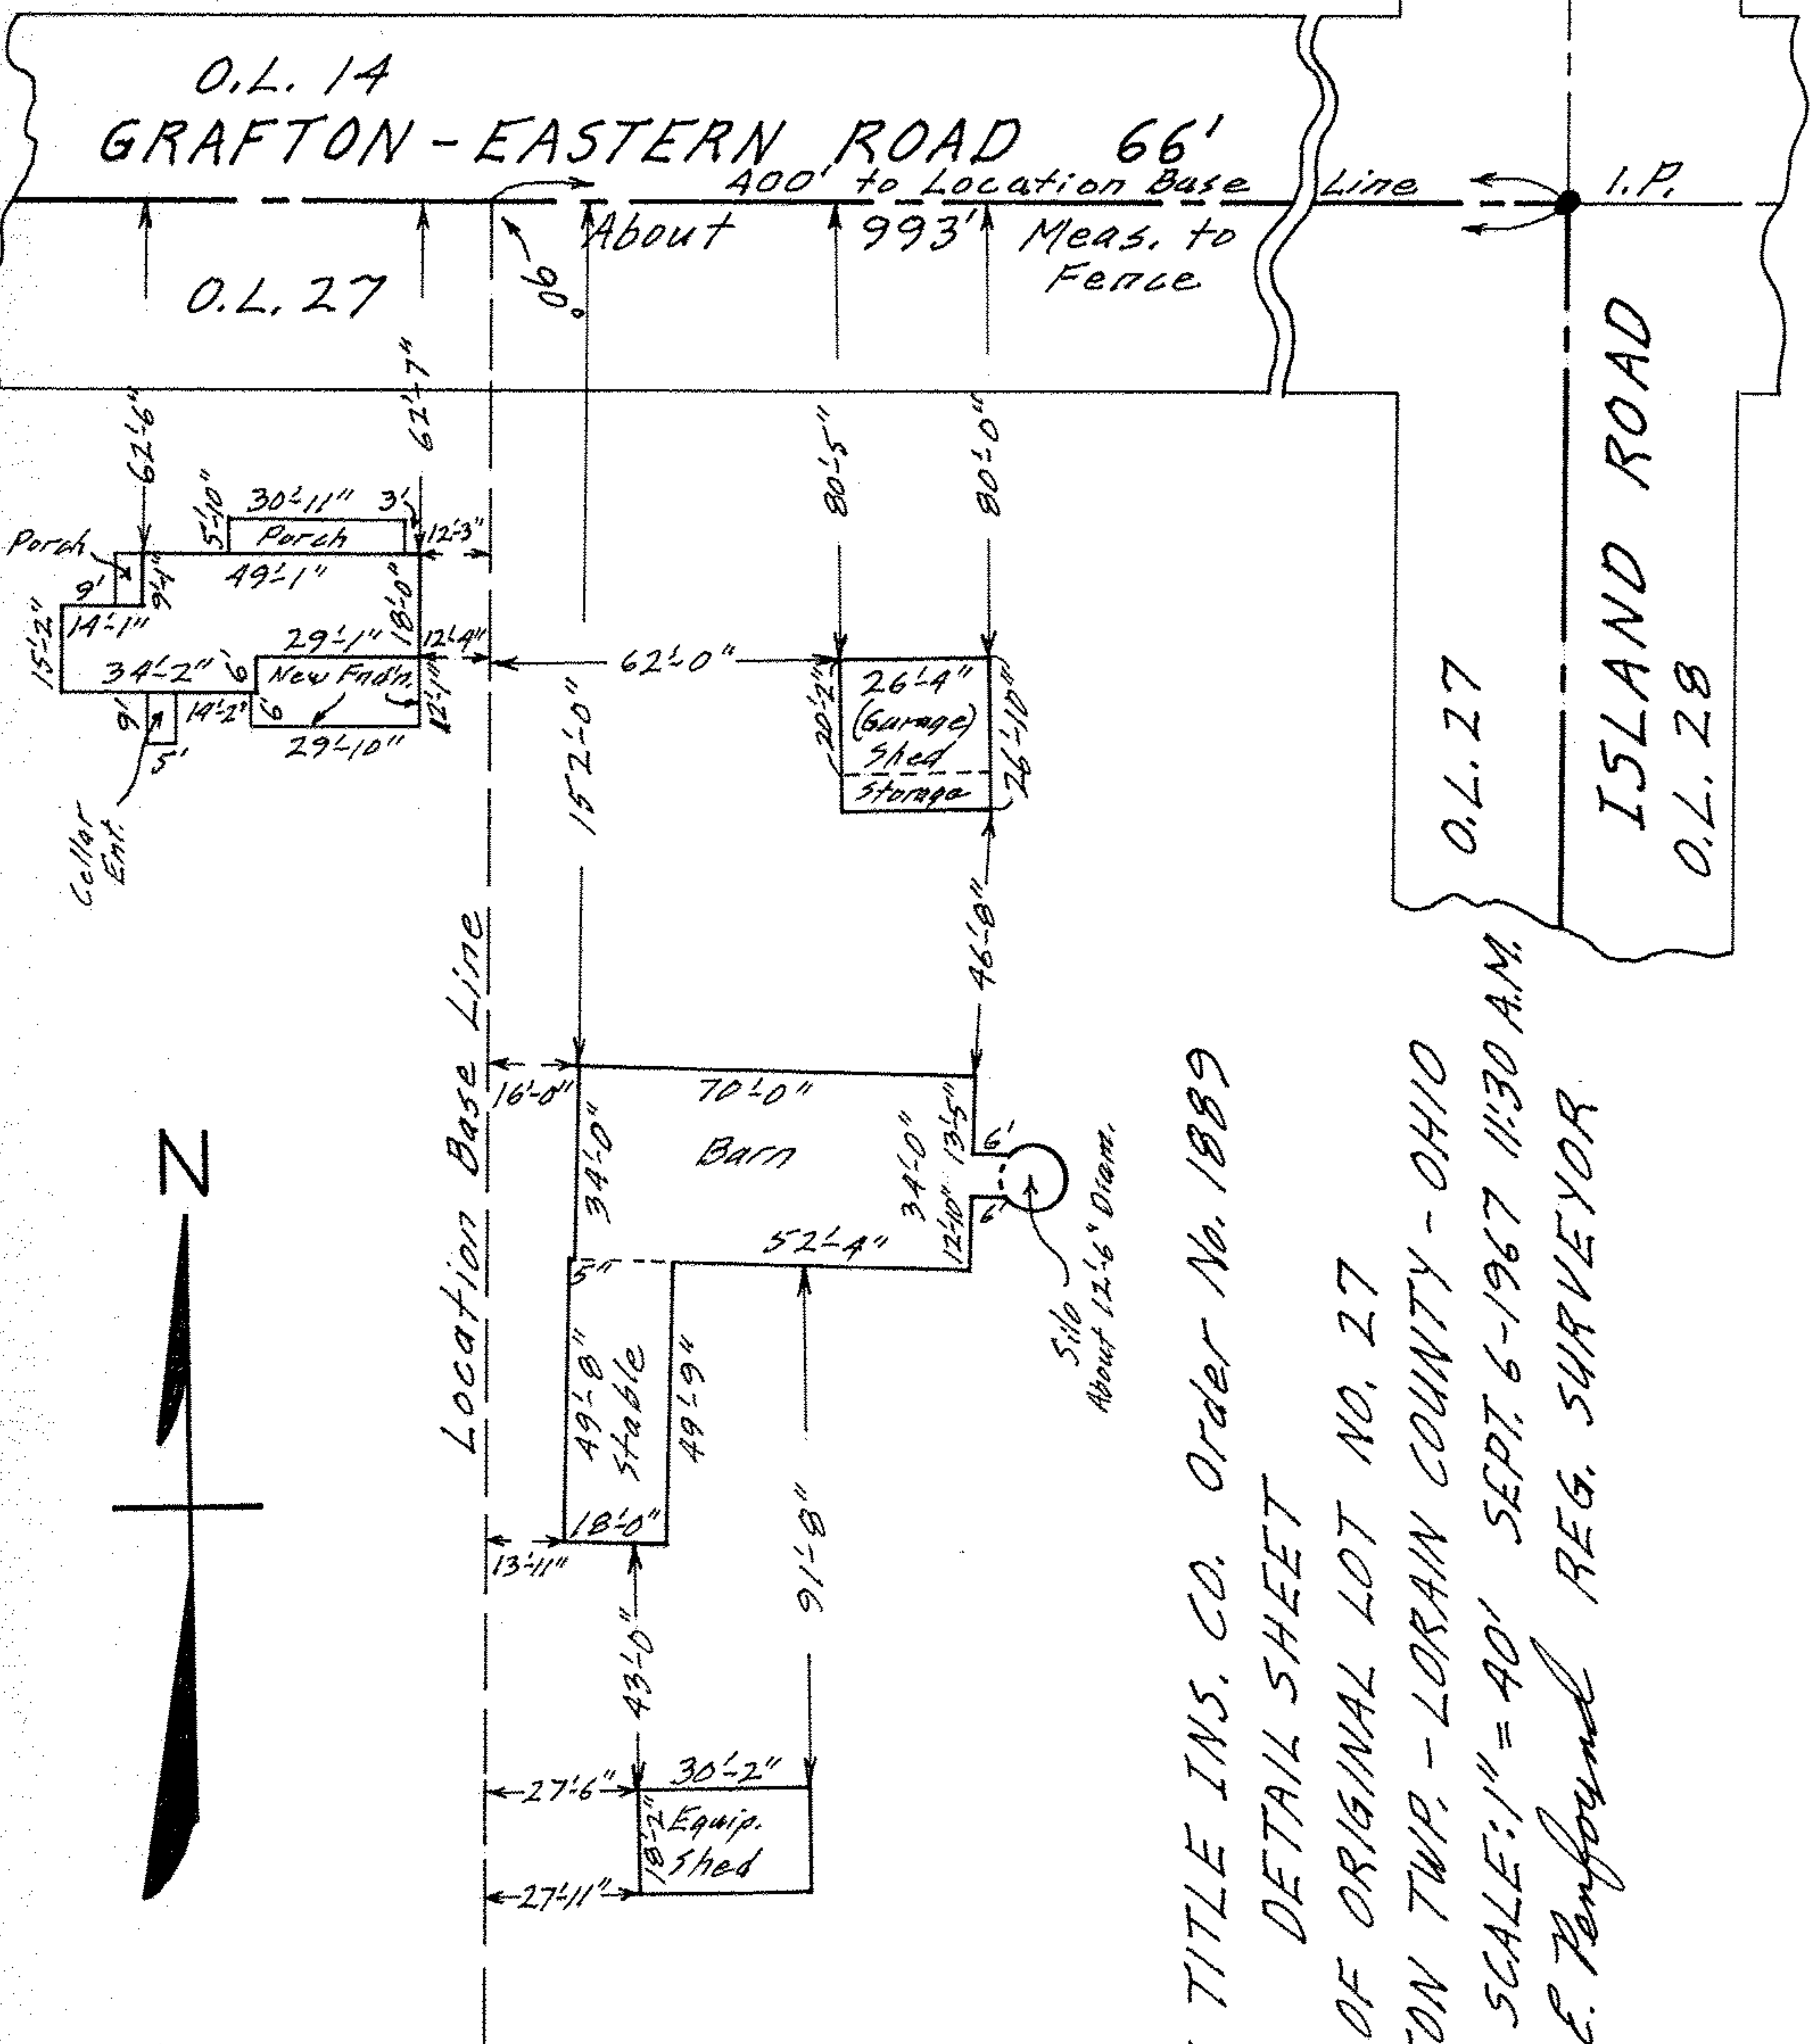 O.L. 14
GRAFTON - EASTERN ROAD 66'
400' to Location Base Line
I.P.
About 993' Meas. to
Fence
90°
O.L. 27
62'-6"
62'-7"
80'-5"
80'-0"
5'-10"
30'-11"
3'
Porch
12'-3"
Porch
49'-1"
9'
9'-4"
18'-0"
15'-2"
14'-1"
29'-1"
12'-4"
34'-2"
6'
New Fndn.
12'-1"
9'
14'-2"
6'
29'-10"
5'
Cellar
Ent.
62'-0"
152'-0"
26'-4"
20'-2"
(Garage)
Shed
Storage
26'-10"
46'-8"
O.L. 27
ISLAND ROAD
O.L. 28
Location Base Line
16'-0"
70'-0"
34'-0"
Barn
34'-0"
13'-5"
6'
12'-10"
6'
52'-4"
5"
Silo
About 12'-6" Diam.
N
49'-8"
Stable
49'-9"
18'-0"
13'-11"
43'-0"
91'-8"
27'-6"
30'-2"
18'-2"
Equip.
Shed
27'-11"
TITLE INS. CO. Order No. 1889
DETAIL SHEET
OF ORIGINAL LOT NO. 27
TON TWP. - LORAIN COUNTY - OHIO
SCALE: 1" = 40' SEPT. 6-1967 11:30 A.M.
E. Penfound REG. SURVEYOR